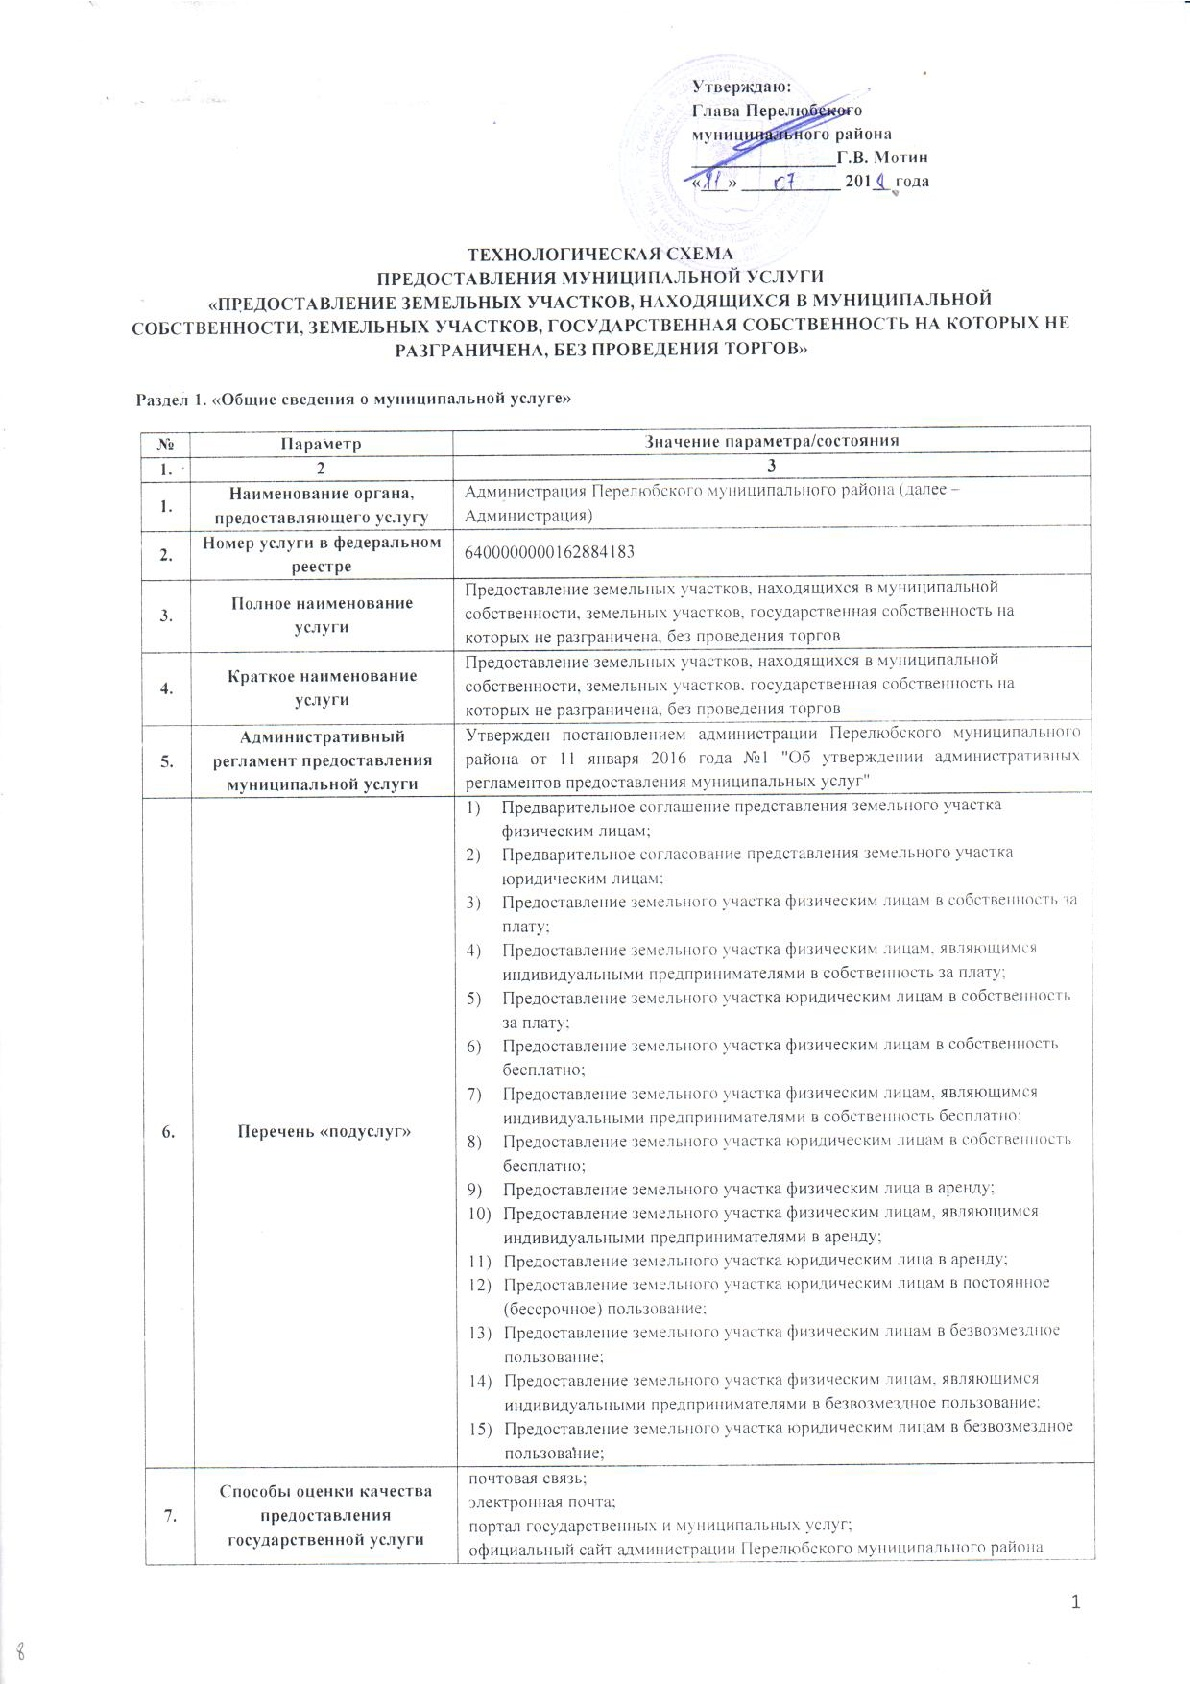 Утверждаю:
Глава Перелюбского
муниципального района
________________Г.В. Мотин
«11» 07 201 года
ТЕХНОЛОГИЧЕСКАЯ СХЕМА
ПРЕДОСТАВЛЕНИЯ МУНИЦИПАЛЬНОЙ УСЛУГИ
«ПРЕДОСТАВЛЕНИЕ ЗЕМЕЛЬНЫХ УЧАСТКОВ, НАХОДЯЩИХСЯ В МУНИЦИПАЛЬНОЙ
СОБСТВЕННОСТИ, ЗЕМЕЛЬНЫХ УЧАСТКОВ, ГОСУДАРСТВЕННАЯ СОБСТВЕННОСТЬ НА КОТОРЫХ НЕ
РАЗГРАНИЧЕНА, БЕЗ ПРОВЕДЕНИЯ ТОРГОВ»
Раздел 1. «Общие сведения о муниципальной услуге»
№ Параметр Значение параметра/состояния
1. 2 3
1. Наименование органа,
предоставляющего услугу
Администрация Перелюбского муниципального района (далее –
Администрация)
2. Номер услуги в федеральном
реестре
6400000000162884183
3. Полное наименование
услуги
Предоставление земельных участков, находящихся в муниципальной
собственности, земельных участков, государственная собственность на
которых не разграничена, без проведения торгов
4. Краткое наименование
услуги
Предоставление земельных участков, находящихся в муниципальной
собственности, земельных участков, государственная собственность на
которых не разграничена, без проведения торгов
5. Административный
регламент предоставления
муниципальной услуги
Утвержден постановлением администрации Перелюбского муниципального
района от 11 января 2016 года №1 "Об утверждении административных
регламентов предоставления муниципальных услуг"
6. Перечень «подуслуг»
1) Предварительное соглашение представления земельного участка
физическим лицам;
2) Предварительное согласование представления земельного участка
юридическим лицам;
3) Предоставление земельного участка физическим лицам в собственность за
плату;
4) Предоставление земельного участка физическим лицам, являющимся
индивидуальными предпринимателями в собственность за плату;
5) Предоставление земельного участка юридическим лицам в собственность
за плату;
6) Предоставление земельного участка физическим лицам в собственность
бесплатно;
7) Предоставление земельного участка физическим лицам, являющимся
индивидуальными предпринимателями в собственность бесплатно;
8) Предоставление земельного участка юридическим лицам в собственность
бесплатно;
9) Предоставление земельного участка физическим лица в аренду;
10) Предоставление земельного участка физическим лицам, являющимся
индивидуальными предпринимателями в аренду;
11) Предоставление земельного участка юридическим лица в аренду;
12) Предоставление земельного участка юридическим лицам в постоянное
(бессрочное) пользование;
13) Предоставление земельного участка физическим лицам в безвозмездное
пользование;
14) Предоставление земельного участка физическим лицам, являющимся
индивидуальными предпринимателями в безвозмездное пользование;
15) Предоставление земельного участка юридическим лицам в безвозмездное
пользование;
7. Способы оценки качества
предоставления
государственной услуги
почтовая связь;
электронная почта;
портал государственных и муниципальных услуг;
официальный сайт администрации Перелюбского муниципального района
1
8